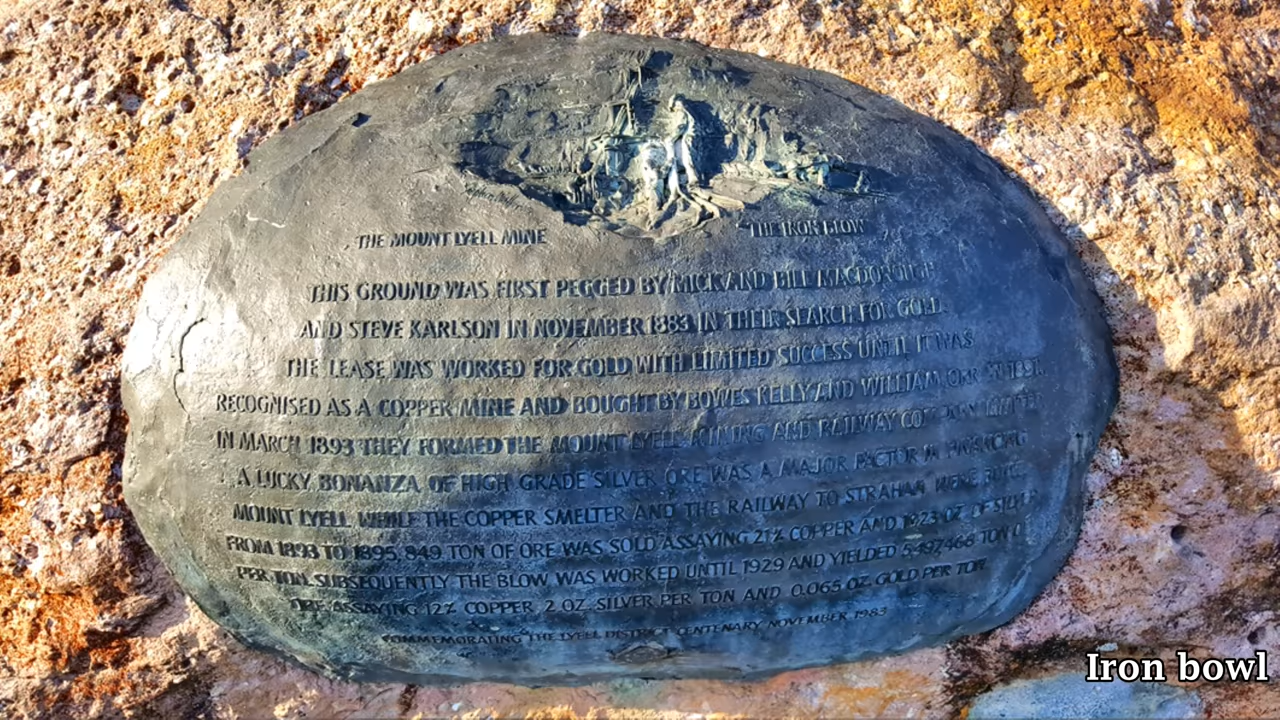 THE MOUNT LYELL MINE THE IRON BLOW
THIS GROUND WAS FIRST PEGGED BY MICK AND BILL MACDONOUGH
AND STEVE KARLSON IN NOVEMBER 1883 IN THEIR SEARCH FOR GOLD.
THE LEASE WAS WORKED FOR GOLD WITH LIMITED SUCCESS UNTIL IT WAS
RECOGNISED AS A COPPER MINE AND BOUGHT BY BOWES KELLY AND WILLIAM ORR IN 1891.
IN MARCH 1893 THEY FORMED THE MOUNT LYELL MINING AND RAILWAY COMPANY LIMITED
A LUCKY BONANZA OF HIGH GRADE SILVER ORE WAS A MAJOR FACTOR IN FINANCING
MOUNT LYELL WHILE THE COPPER SMELTER AND THE RAILWAY TO STRAHAN WERE BUILT.
FROM 1893 TO 1895, 849 TON OF ORE WAS SOLD ASSAYING 21% COPPER AND 1023 OZ OF SILVER
PER TON. SUBSEQUENTLY THE BLOW WAS WORKED UNTIL 1929 AND YIELDED 5,497,466 TON OF
ORE ASSAYING 12% COPPER 2 OZ SILVER PER TON AND 0.065 OZ GOLD PER TON.
COMMEMORATING THE LYELL DISTRICT CENTENARY NOVEMBER 1983
Iron bowl